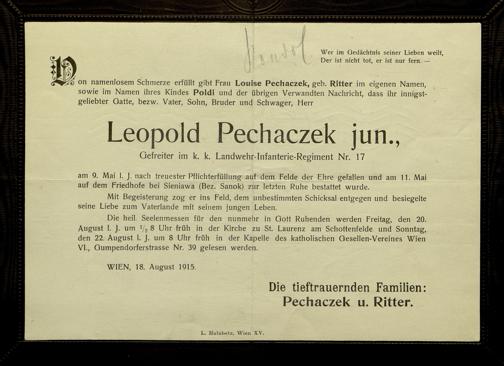 Wer im Gedächtnis seiner Lieben weilt,
Der ist nicht tot, er ist nur fern. —
Von namenlosem Schmerze erfüllt gibt Frau Louise Pechaczek, geb. Ritter im eigenen Namen,
sowie im Namen ihres Kindes Poldi und der übrigen Verwandten Nachricht, dass ihr innigst-
geliebter Gatte, bezw. Vater, Sohn, Bruder und Schwager, Herr
Leopold Pechaczek jun.,
Gefreiter im k. k. Landwehr-Infanterie-Regiment Nr. 17
am 9. Mai l. J. nach treuester Pflichterfüllung auf dem Felde der Ehre gefallen und am 11. Mai
auf dem Friedhofe bei Sieniawa (Bez. Sanok) zur letzten Ruhe bestattet wurde.
Mit Begeisterung zog er ins Feld, dem unbestimmten Schicksal entgegen und besiegelte
seine Liebe zum Vaterlande mit seinem jungen Leben.
Die heil. Seelenmessen für den nunmehr in Gott Ruhenden werden Freitag, den 20.
August l. J. um ½ 8 Uhr früh in der Kirche zu St. Laurenz am Schottenfelde und Sonntag,
den 22. August l. J. um 8 Uhr früh in der Kapelle des katholischen Gesellen-Vereines Wien
VI., Gumpendorferstrasse Nr. 39 gelesen werden.
WIEN, 18. August 1915.
Die tieftrauernden Familien:
Pechaczek u. Ritter.
Wien XV.